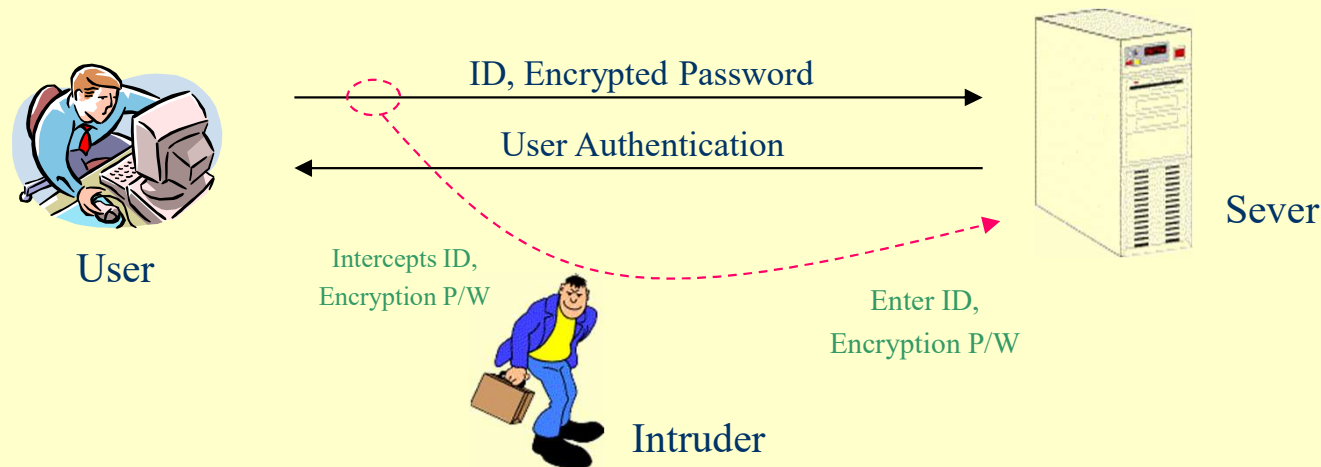 ID, Encrypted Password
User Authentication
Sever
User
Intercepts ID,
Encryption P/W
Enter ID,
Encryption P/W
Intruder